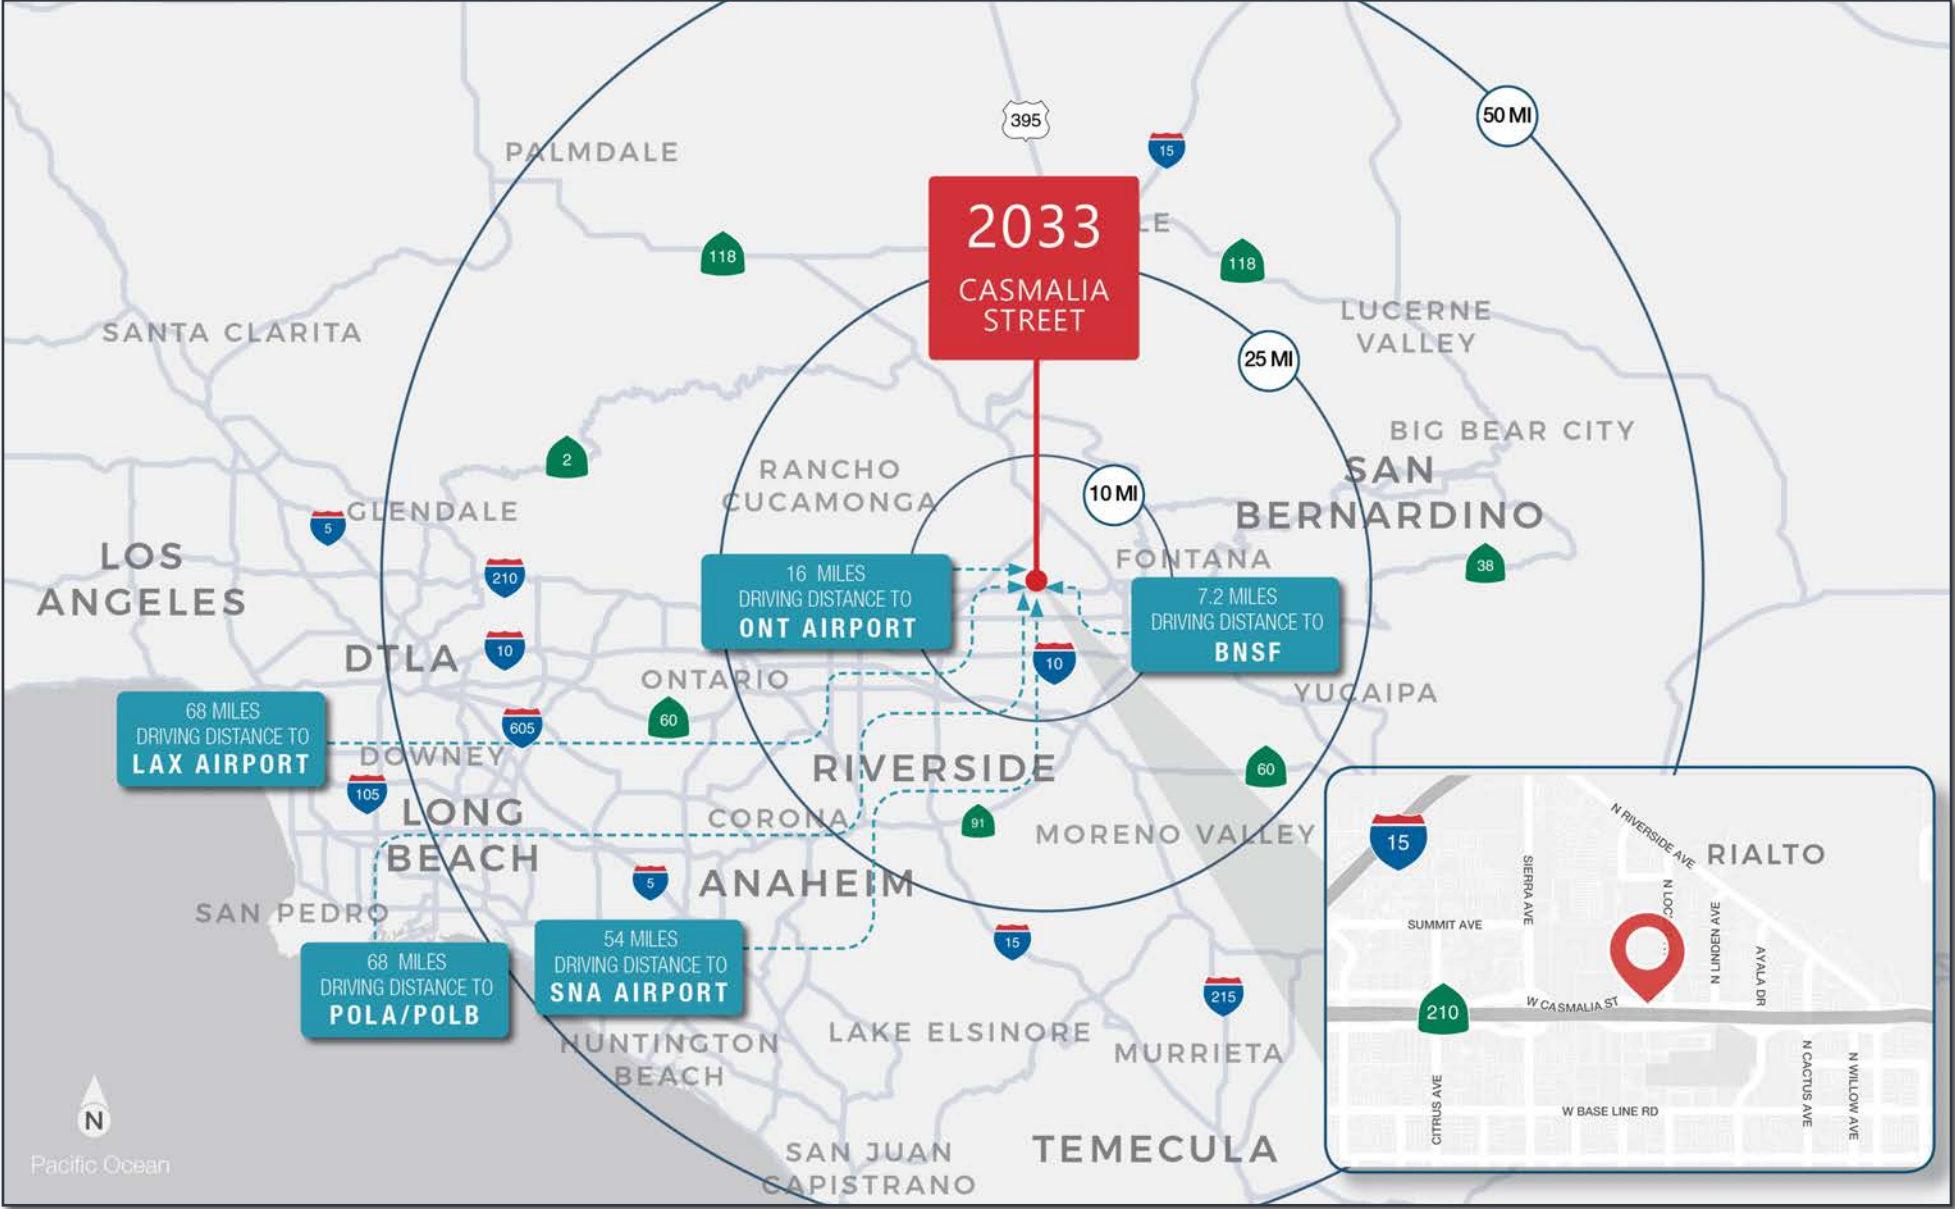 50 MI
395
15
PALMDALE
2033
CASMALIA
STREET
LE
118
118
SANTA CLARITA
LUCERNE
VALLEY
25 MI
BIG BEAR CITY
2
RANCHO
CUCAMONGA
10 MI
SAN
BERNARDINO
5
GLENDALE
LOS
ANGELES
210
FONTANA
38
16 MILES
DRIVING DISTANCE TO
ONT AIRPORT
7.2 MILES
DRIVING DISTANCE TO
BNSF
DTLA
10
10
ONTARIO
YUCAIPA
68 MILES
DRIVING DISTANCE TO
LAX AIRPORT
605
60
DOWNEY
RIVERSIDE
60
105
LONG
BEACH
CORONA
91
MORENO VALLEY
5
ANAHEIM
SAN PEDRO
15
54 MILES
DRIVING DISTANCE TO
SNA AIRPORT
68 MILES
DRIVING DISTANCE TO
POLA/POLB
215
HUNTINGTON
BEACH
LAKE ELSINORE
MURRIETA
N
Pacific Ocean
SAN JUAN
CAPISTRANO
TEMECULA
15
N RIVERSIDE AVE
RIALTO
SIERRA AVE
N LOC
SUMMIT AVE
N LINDEN AVE
AYALA DR
W CASMALIA ST
210
CITRUS AVE
W BASE LINE RD
N CACTUS AVE
N WILLOW AVE